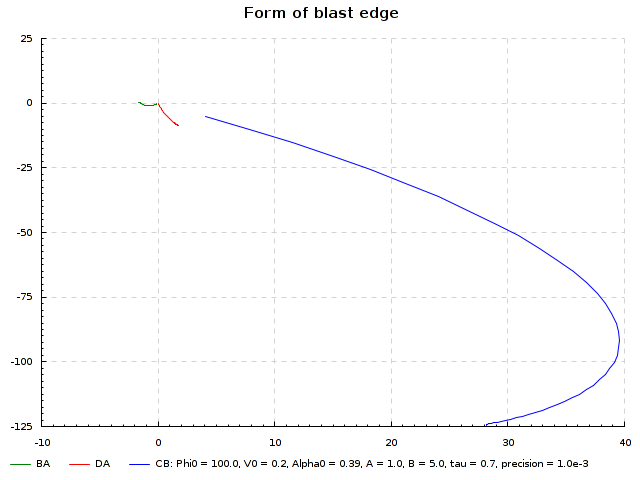 Form of blast edge
25
0
-25
-50
-75
-100
-125
-10 0 10 20 30 40
BA DA CB: Phi0 = 100.0, V0 = 0.2, Alpha0 = 0.39, A = 1.0, B = 5.0, tau = 0.7, precision = 1.0e-3